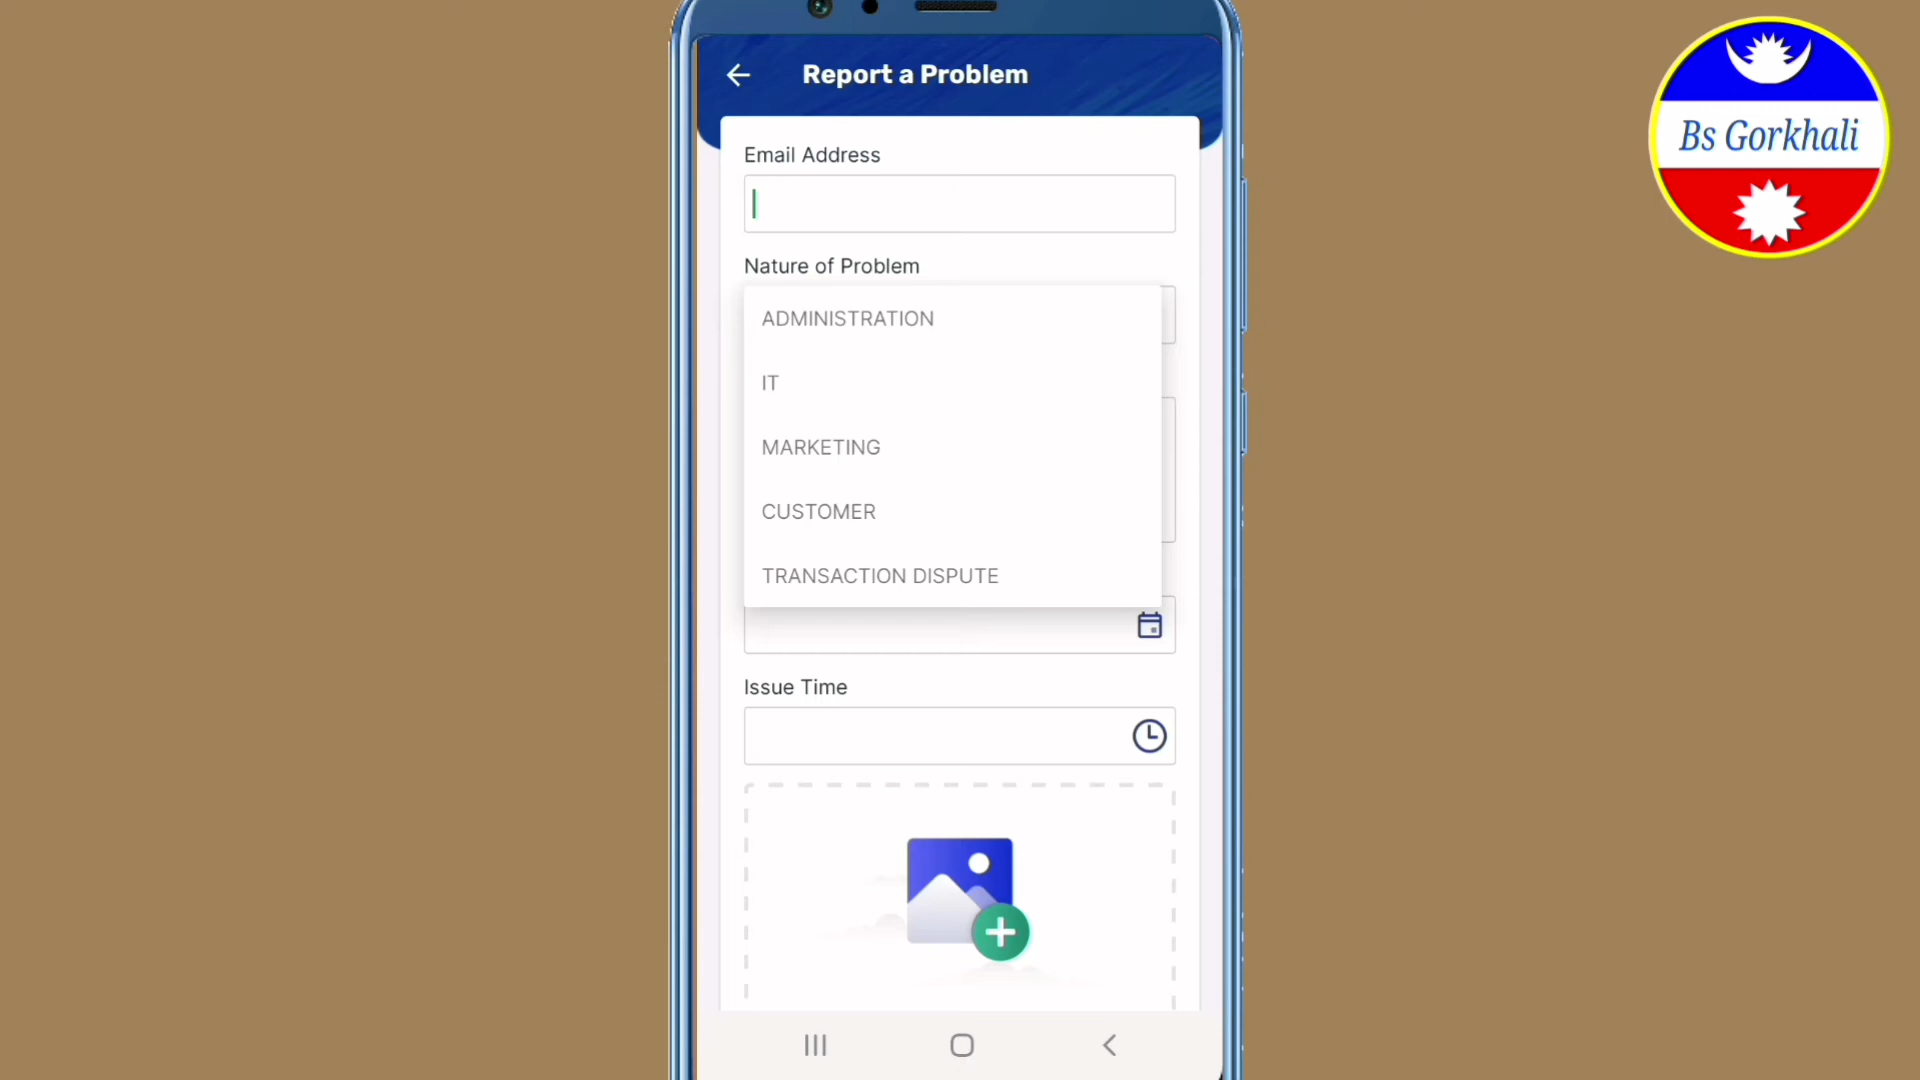 Report a Problem
Bs Gorkhali
Email Address
Nature of Problem
ADMINISTRATION
IT
MARKETING
CUSTOMER
TRANSACTION DISPUTE
Issue Time